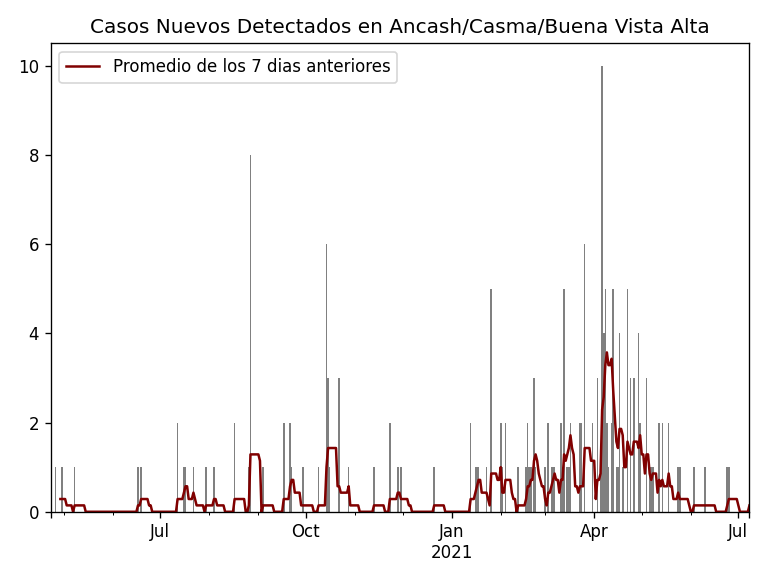 Casos Nuevos Detectados en Ancash/Casma/Buena Vista Alta
Promedio de los 7 dias anteriores
10
8
6
4
2
0
Jul Oct Jan Apr Jul
2021